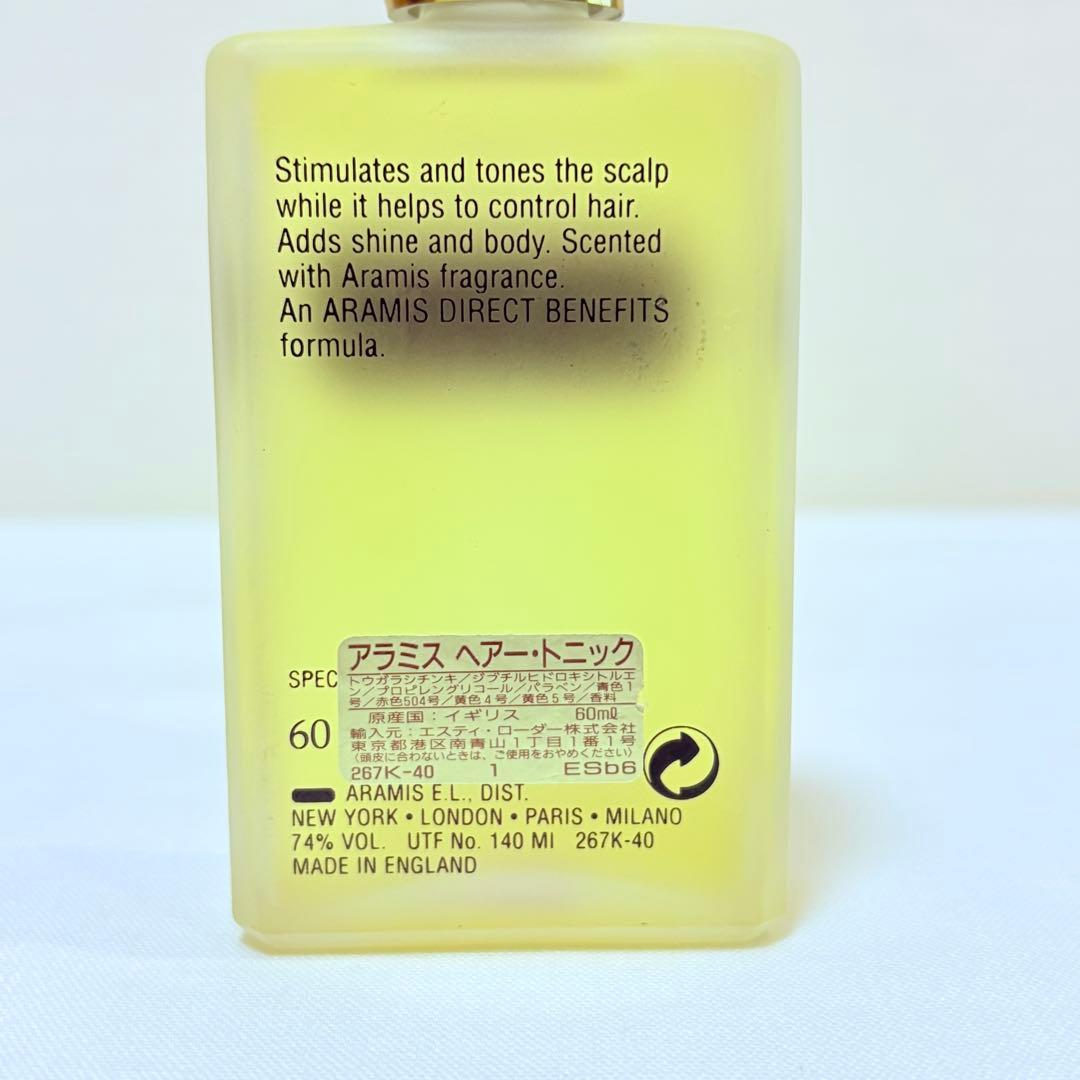 Stimulates and tones the scalp
while it helps to control hair.
Adds shine and body. Scented
with Aramis fragrance.
An ARAMIS DIRECT BENEFITS
formula.
SPEC
アラミス ヘアー・トニック
トウガラシチンキ/ジブチルヒドロキシトルエ
ン/プロピレングリコール/パラベン/青色1
号/赤色504号/黄色4号/黄色5号/香料
原産国:イギリス 60mℓ
60
輸入元:エスティ・ローダー株式会社
東京都港区南青山1丁目1番1号
(頭皮に合わないときは、ご使用をおやめください)
267K-40 1 ESb6
ARAMIS E.L., DIST.
NEW YORK • LONDON • PARIS • MILANO
74% VOL. UTF No. 140 MI 267K-40
MADE IN ENGLAND